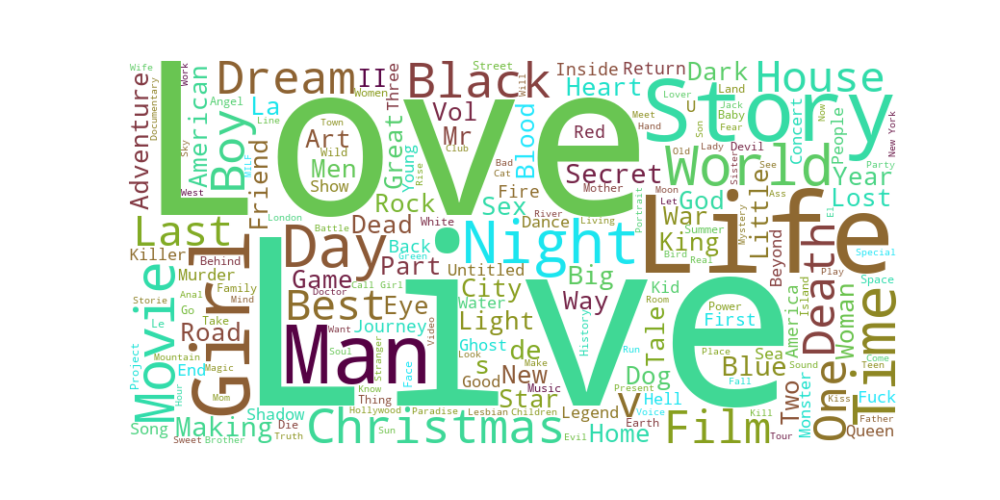 Love
Live
Life
Story
Man
Girl
Night
Day
Time
World
House
Black
Dream
Boy
Movie
Christmas
Film
Death
One
Last
Best
American
Adventure
Wife
Documentary
Sky
Work
Angel
La
Line
MILF
West
Friend
II
Women
Three
Great
Art
Town
Wild
Men
Show
London
Vol
Mr
Young
Rise
Club
Rock
Street
Bad
Cat
Blood
Will
Inside
Return
Heart
Red
Secret
Mother
Fire
Sex
Dance
River
Living
White
Dead
Battle
Back
Green
Part
Game
Doctor
Call Girl
Eye
Want
Journey
Video
Soul
Stranger
Face
Know
Thing
Hollywood
Paradise
Sun
Untitled
City
Water
Light
Ghost
Look
s
Good
de
New
Make
Star
Music
Lesbian
Children
Legend
Evil
Big
Way
History
V
Earth
Home
Voice
Present
Hell
Dog
Tale
Kid
Room
Run
Place
Power
First
Fall
Blue
Sea
America
Island
Play
Sound
Teen
Two
Monster
Kill
Kiss
Tour
Father
Queen
Fuck
Come
Woman
Space
Special
El
Beyond
Little
Mystery
Ass
See
Party
Lost
Year
People
Now
New York
Concert
Devil
Sister
Lady
Old
Jack
Baby
Fear
Son
U
Land
Dark
Lover
Meet
Hand
God
Moon
Let
War
Summer
King
Bird
Real
Portrait
Killer
Behind
Murder
Family
Anal
Go
Mind
Storie
Le
Take
Road
Project
Mountain
End
Magic
Hour
Mom
Shadow
Song
Making
Die
Truth
Sweet
Brother